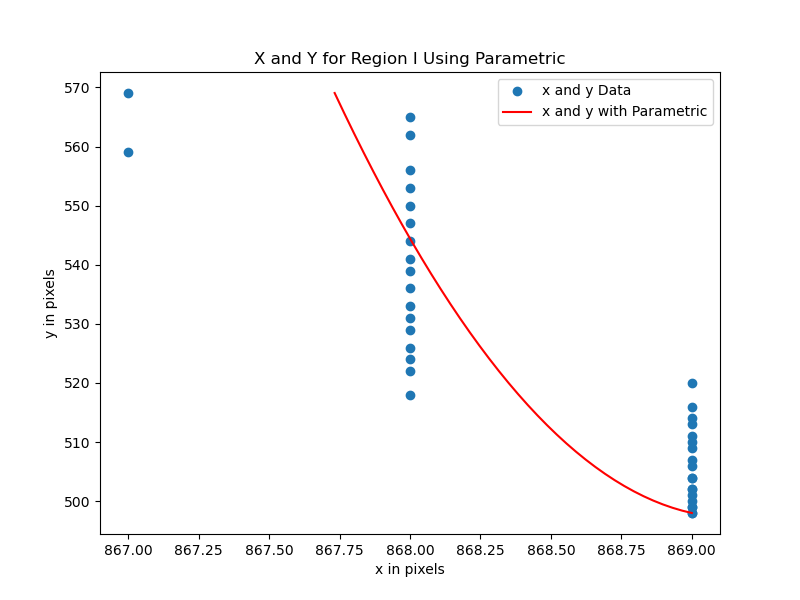 X and Y for Region I Using Parametric
x and y Data
x and y with Parametric
570
560
550
540
530
520
510
500
y in pixels
867.00 867.25 867.50 867.75 868.00 868.25 868.50 868.75 869.00
x in pixels